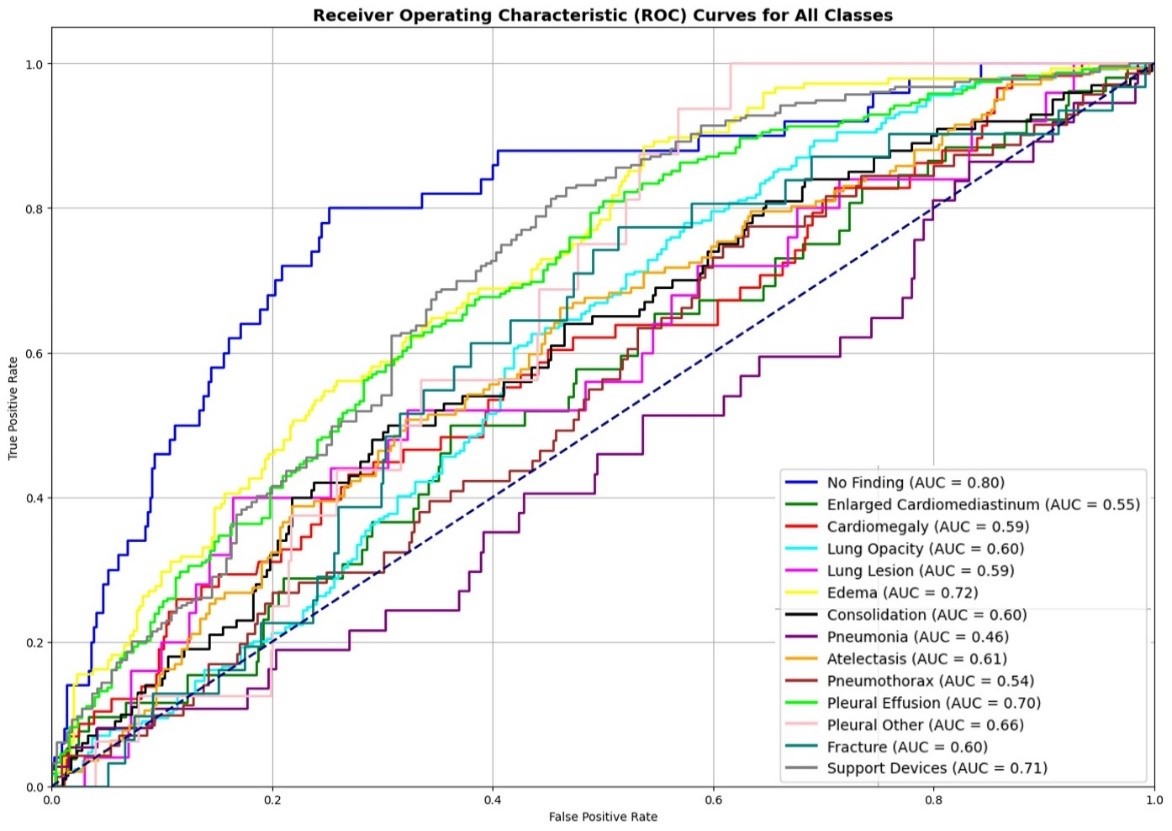 Receiver Operating Characteristic (ROC) Curves for All Classes
1.0
0.8
0.6
0.4
0.2
0.0
True Positive Rate
0.0 0.2 0.4 0.6 0.8 1.0
False Positive Rate
No Finding (AUC = 0.80)
Enlarged Cardiomediastinum (AUC = 0.55)
Cardiomegaly (AUC = 0.59)
Lung Opacity (AUC = 0.60)
Lung Lesion (AUC = 0.59)
Edema (AUC = 0.72)
Consolidation (AUC = 0.60)
Pneumonia (AUC = 0.46)
Atelectasis (AUC = 0.61)
Pneumothorax (AUC = 0.54)
Pleural Effusion (AUC = 0.70)
Pleural Other (AUC = 0.66)
Fracture (AUC = 0.60)
Support Devices (AUC = 0.71)